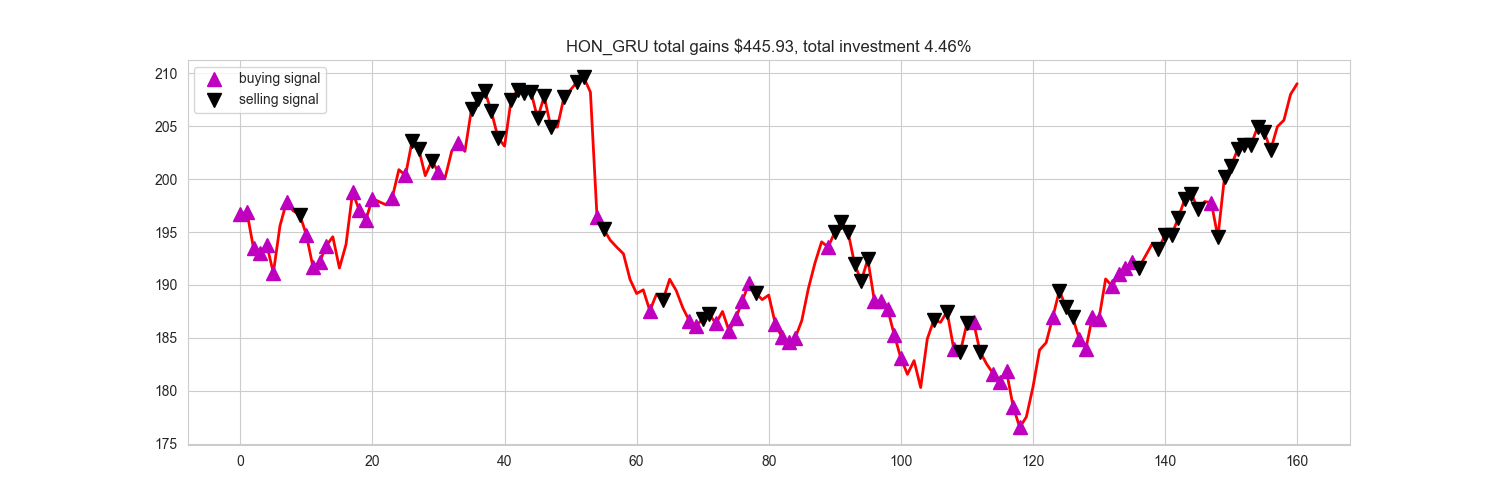 HON_GRU total gains $445.93, total investment 4.46%
buying signal
selling signal
210
205
200
195
190
185
180
175
0 20 40 60 80 100 120 140 160